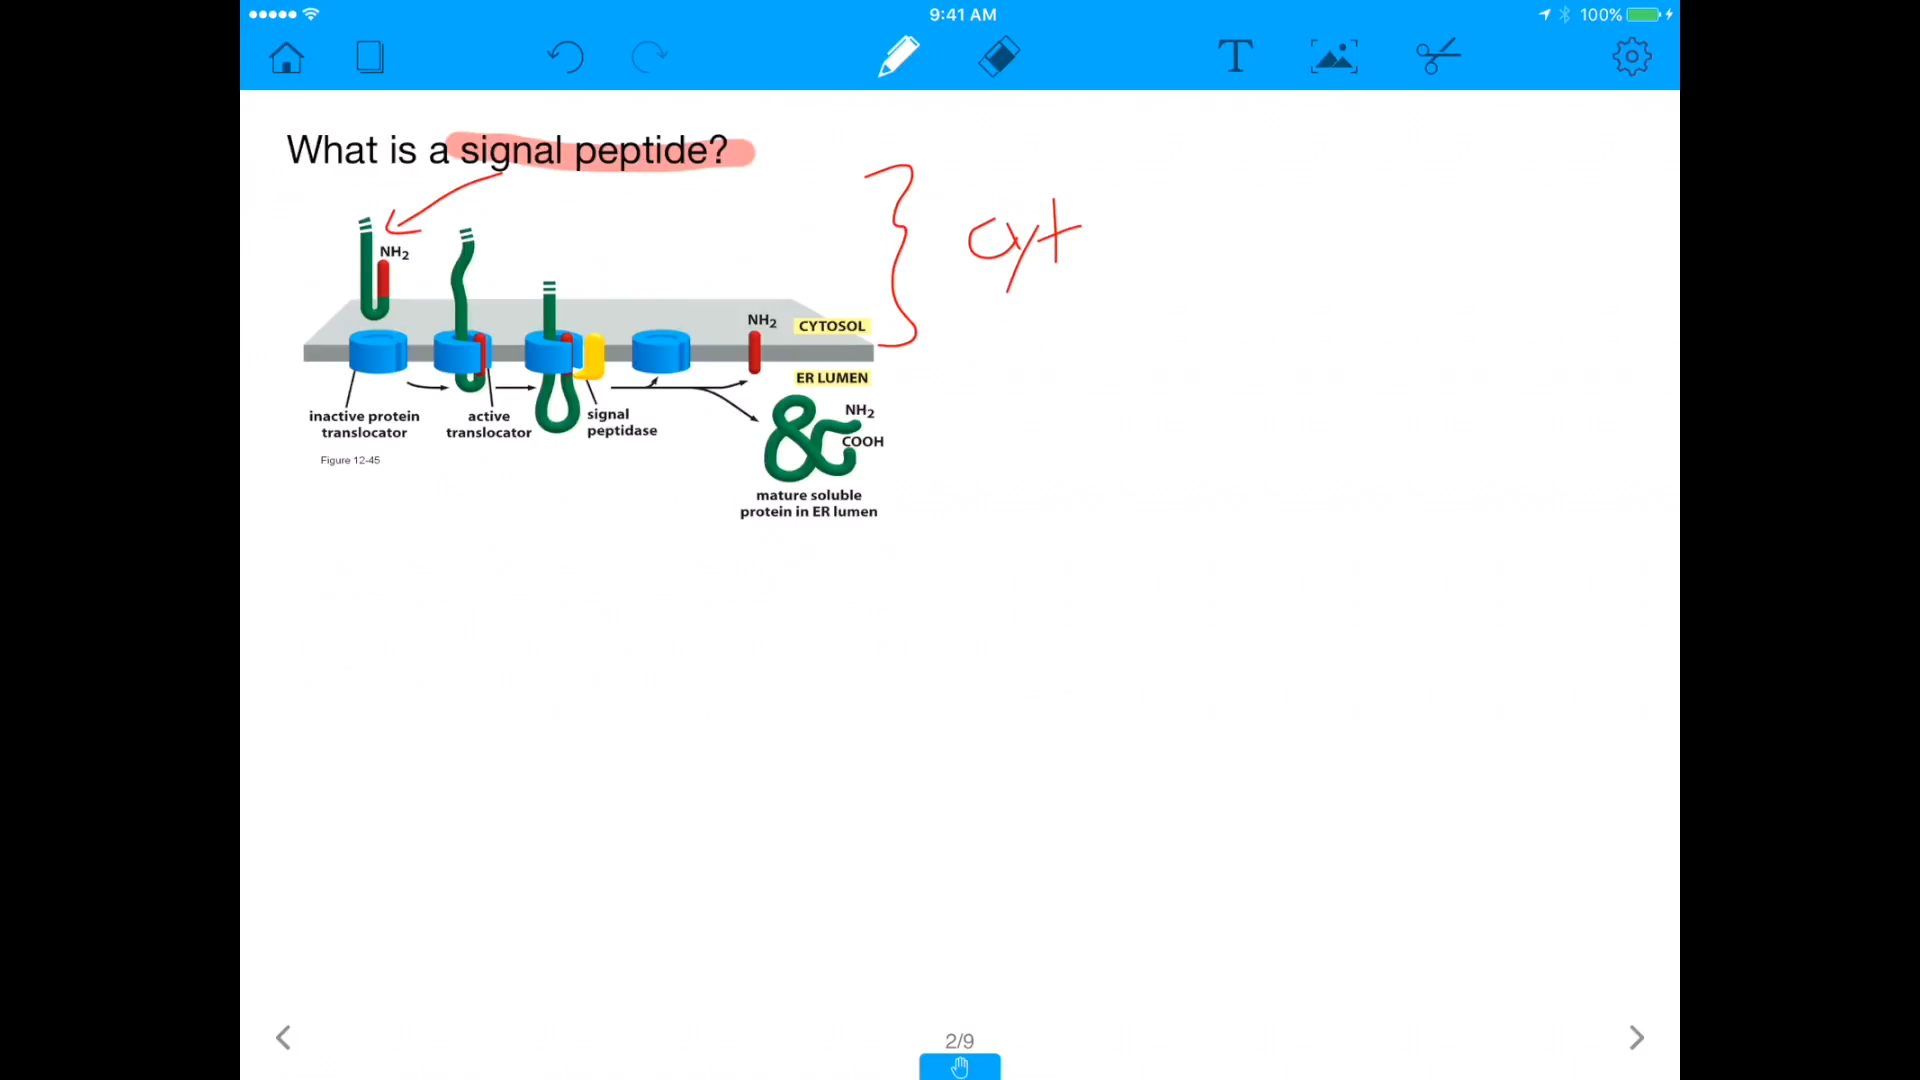 9:41 AM
100%
T
What is a signal peptide?
cyt
NH2
NH2
CYTOSOL
ER LUMEN
inactive protein
translocator
active
translocator
signal
peptidase
NH2
COOH
Figure 12-45
mature soluble
protein in ER lumen
2/9